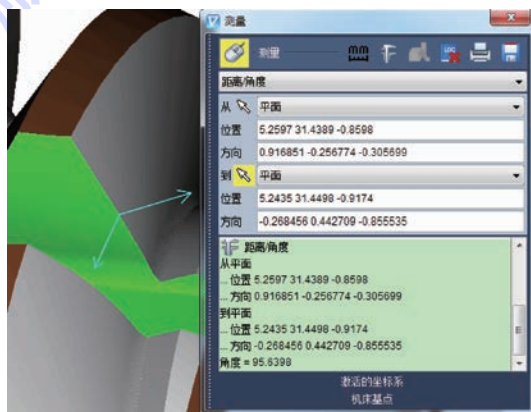 测量
测量
mm
距离/角度
从 平面
位置 5.2597 31.4389 -0.8598
方向 0.916851 -0.256774 -0.305699
到 平面
位置 5.2435 31.4498 -0.9174
方向 -0.268456 0.442709 -0.855535
距离/角度
从平面
... 位置 5.2597 31.4389 -0.8598
... 方向 0.916851 -0.256774 -0.305699
到平面
... 位置 5.2435 31.4498 -0.9174
... 方向 -0.268456 0.442709 -0.855535
角度 = 95.6398
激活的坐标系
机床基点